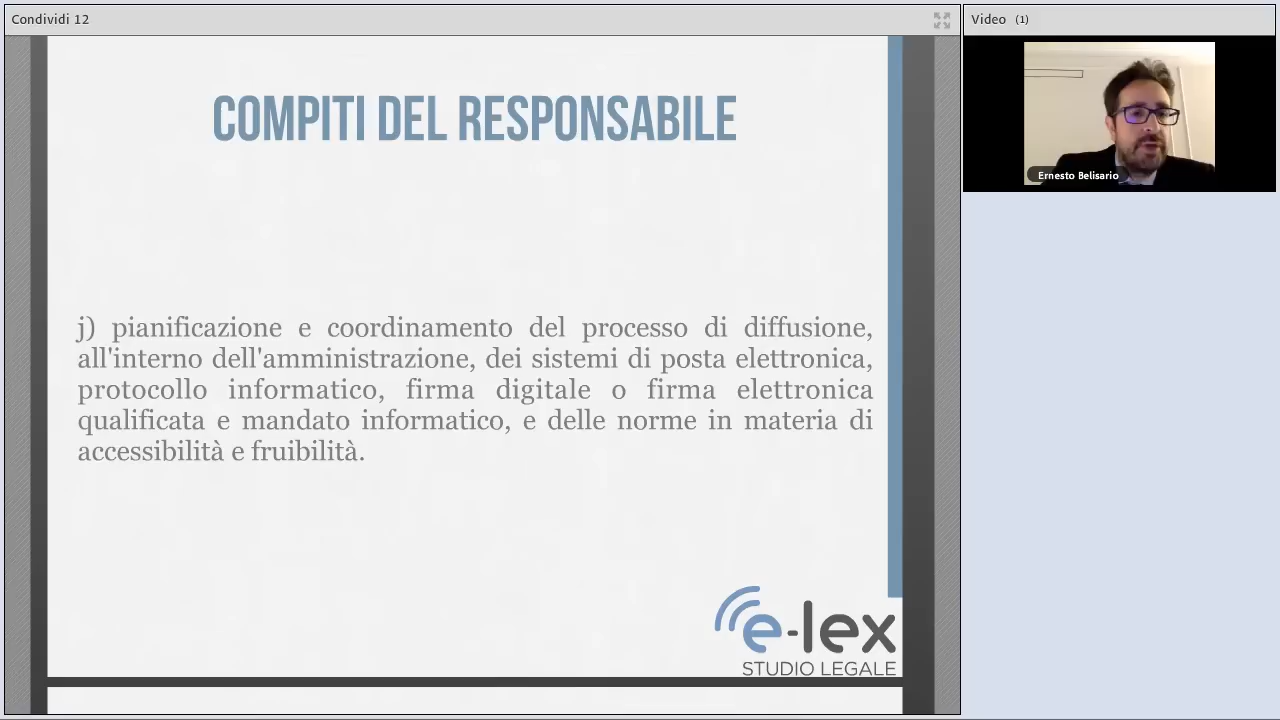 Condividi 12
Video (1)
Ernesto Belisario
COMPITI DEL RESPONSABILE
j) pianificazione e coordinamento del processo di diffusione,
all'interno dell'amministrazione, dei sistemi di posta elettronica,
protocollo informatico, firma digitale o firma elettronica
qualificata e mandato informatico, e delle norme in materia di
accessibilità e fruibilità.
e-lex
STUDIO LEGALE